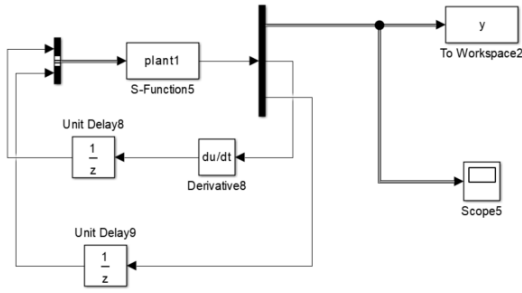 y
To Workspace2
plant1
S-Function5
Unit Delay8
1
z
du/dt
Derivative8
Scope5
Unit Delay9
1
z